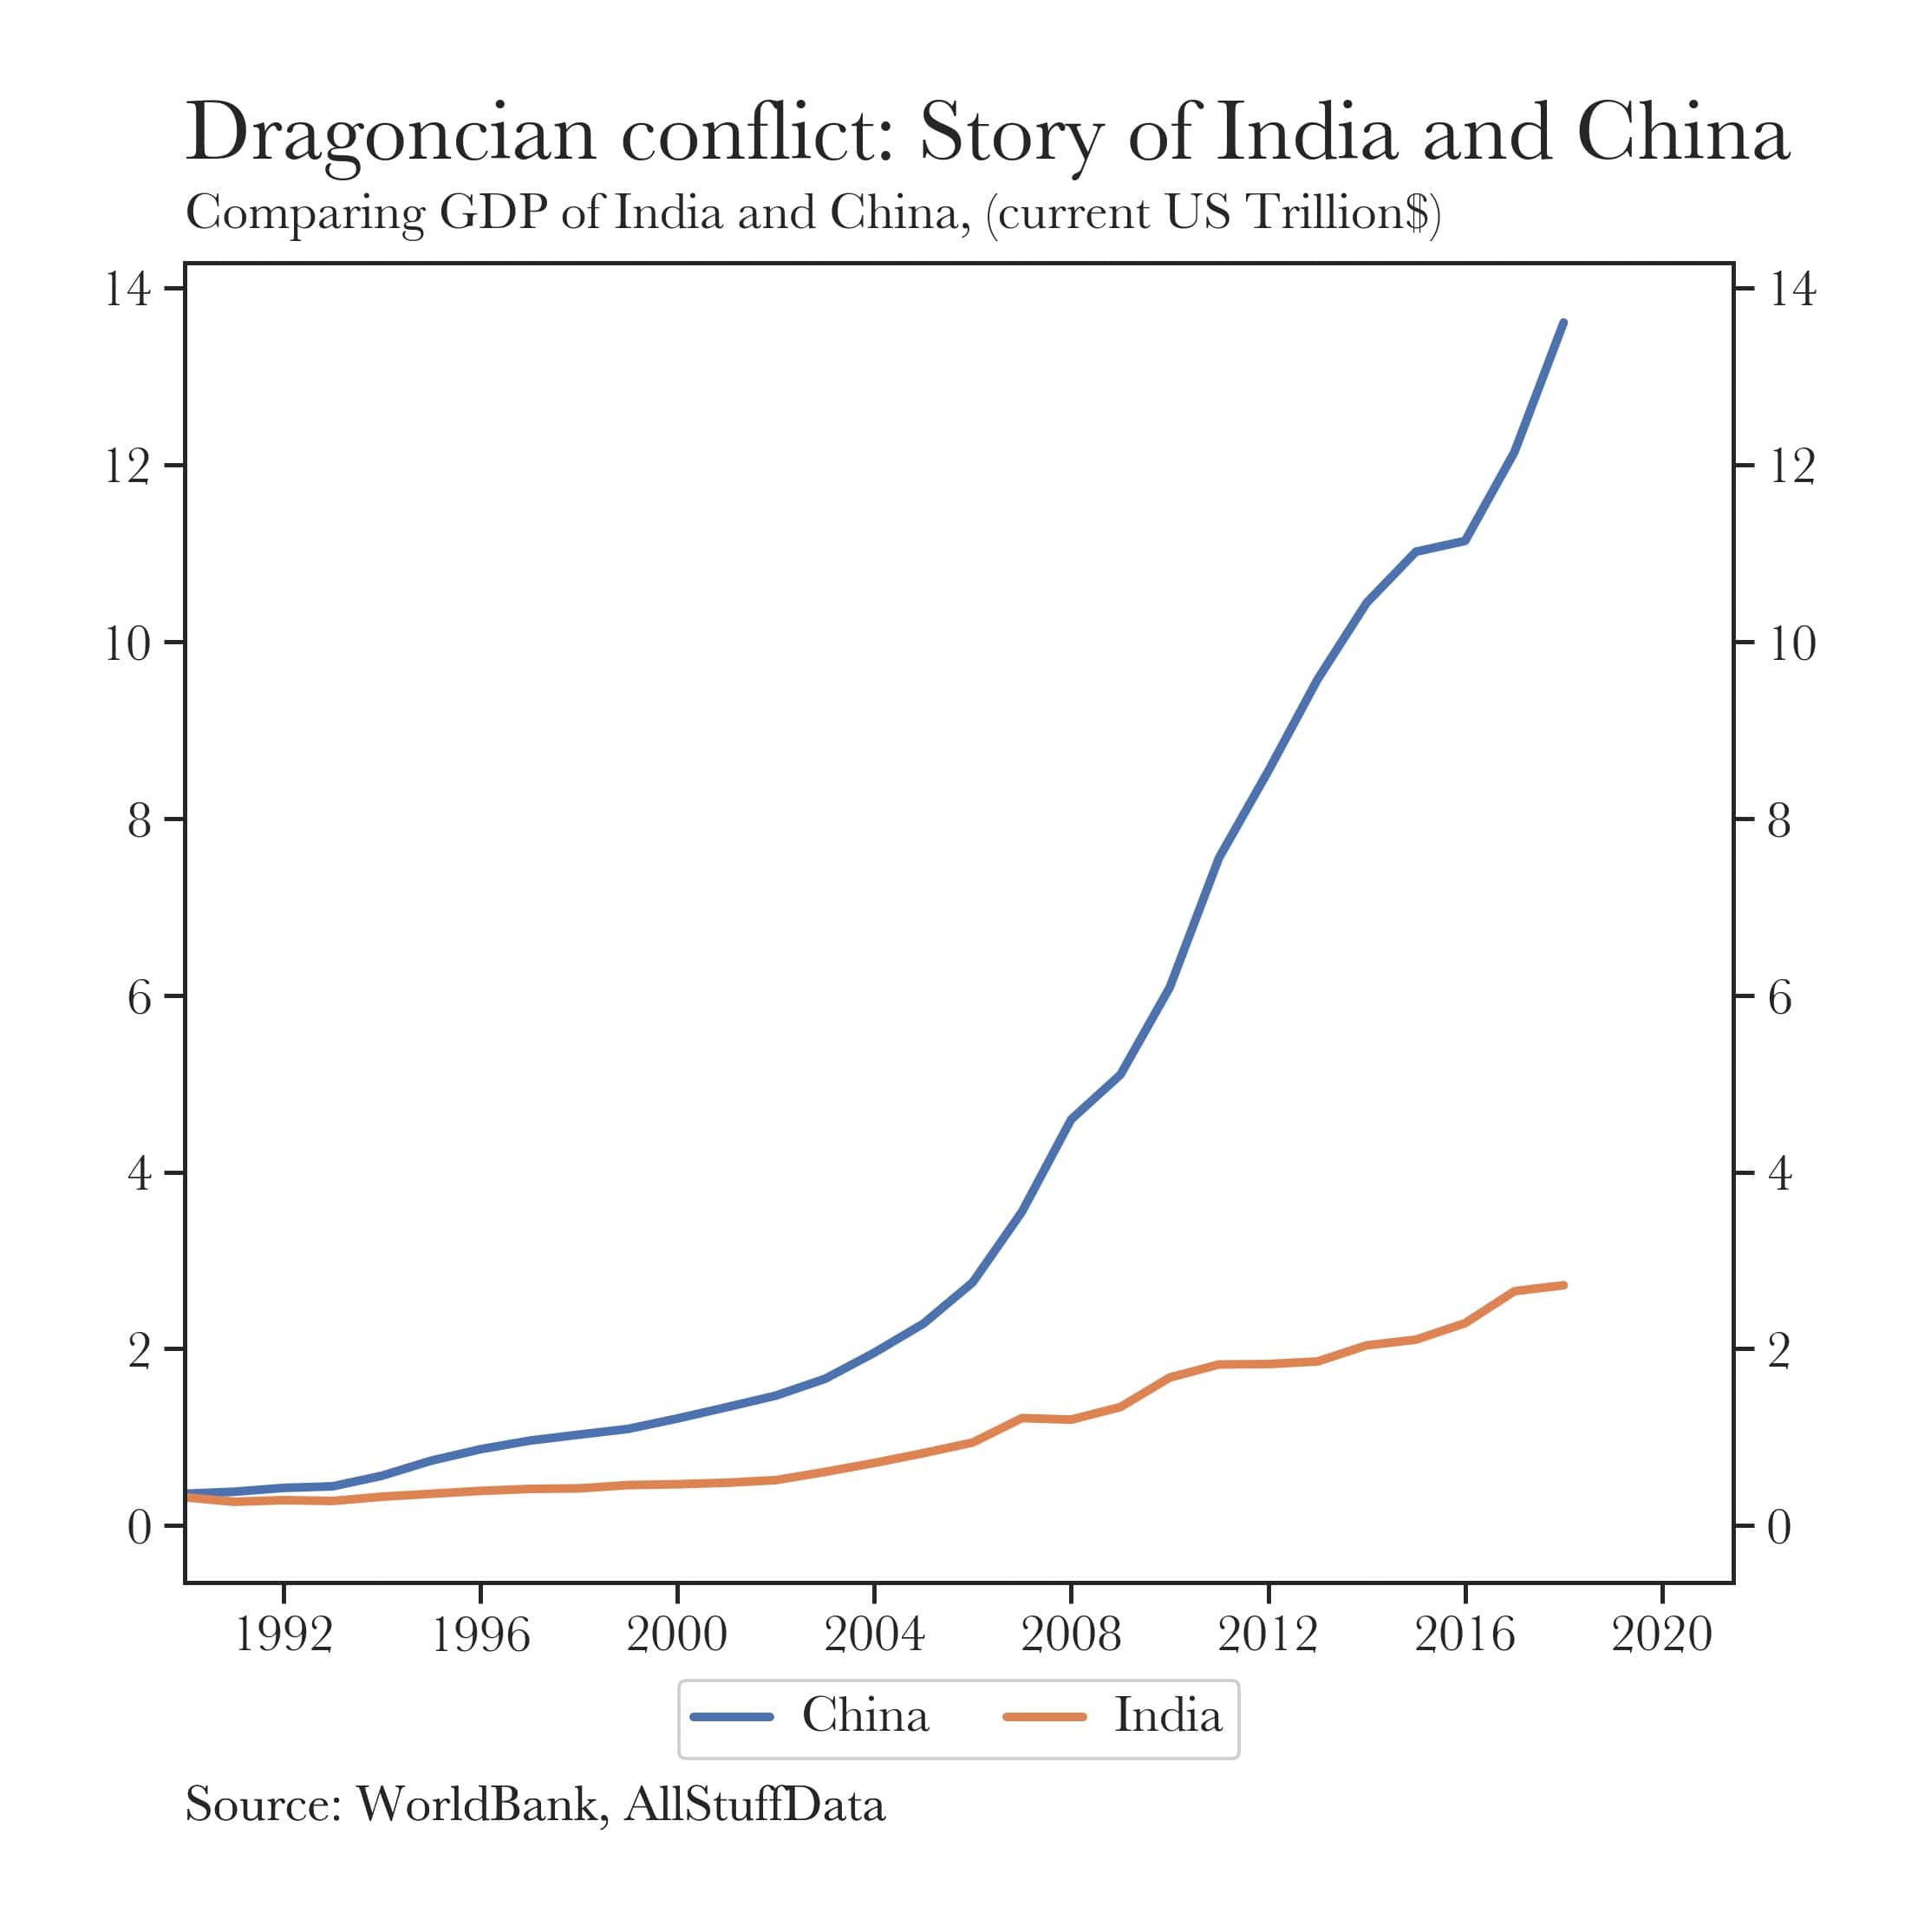 Dragoncian conflict: Story of India and China
Comparing GDP of India and China, (current US Trillion$)
14 14
12 12
10 10
8 8
6 6
4 4
2 2
0 0
1992 1996 2000 2004 2008 2012 2016 2020
China India
Source: WorldBank, AllStuffData